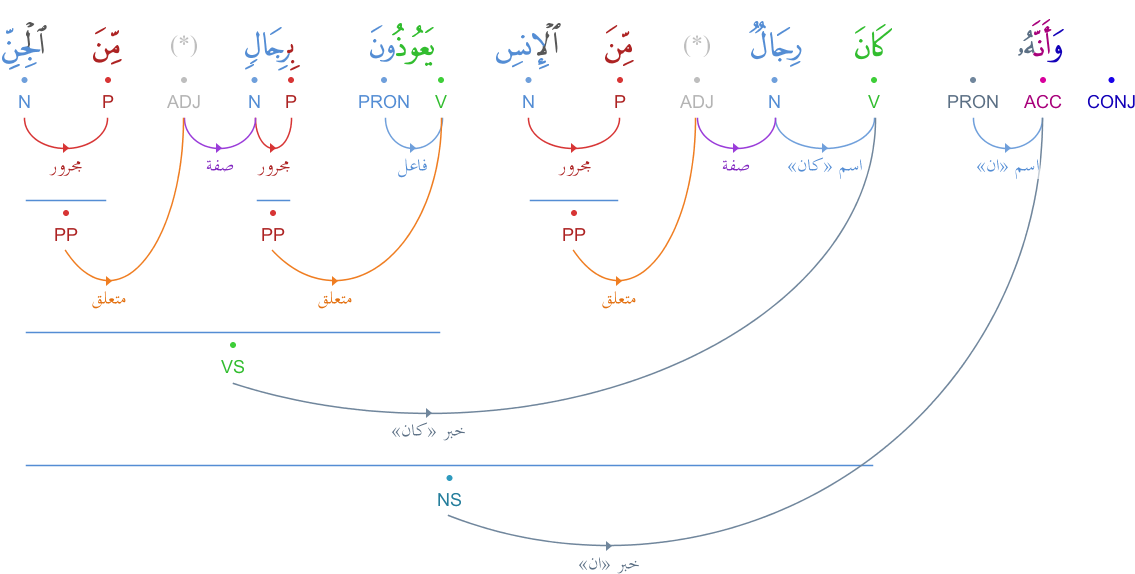 وَأَنَّهُۥ كَانَ رِجَالٌ (*) مِّنَ ٱلْإِنسِ يَعُوذُونَ بِرِجَالٍ (*) مِّنَ ٱلْجِنِّ
CONJ ACC PRON V N ADJ P N V PRON P N ADJ P N
اسم «ان» اسم «كان» صفة مجرور فاعل مجرور صفة مجرور
PP PP PP
متعلق متعلق متعلق
VS
خبر «كان»
NS
خبر «ان»